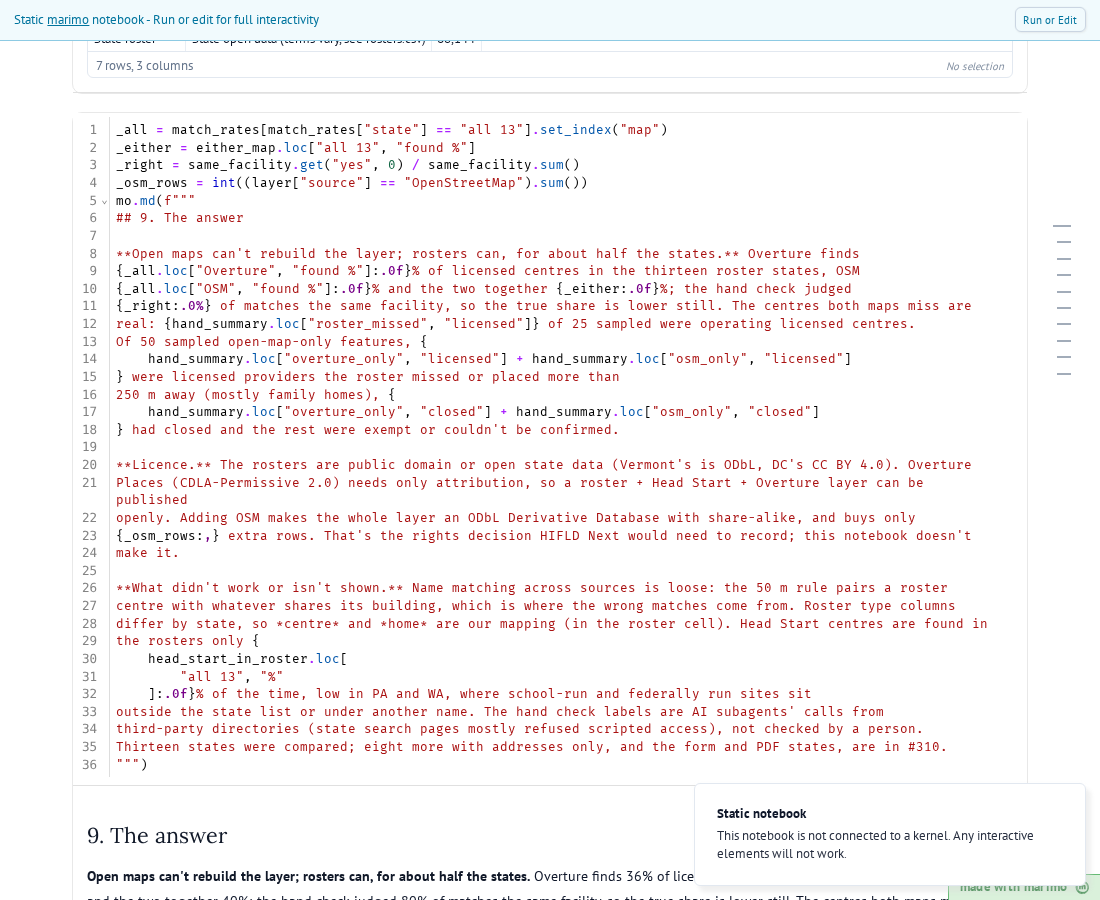 Static marimo notebook - Run or edit for full interactivity
Run or Edit
7 rows, 3 columns
No selection
1 _all = match_rates[match_rates["state"] == "all 13"].set_index("map")
2 _either = either_map.loc["all 13", "found %"]
3 _right = same_facility.get("yes", 0) / same_facility.sum()
4 _osm_rows = int((layer["source"] == "OpenStreetMap").sum())
5 mo.md(f"""
6 ## 9. The answer
7
8 **Open maps can't rebuild the layer; rosters can, for about half the states.** Overture finds
9 {_all.loc["Overture", "found %"]:.0f}% of licensed centres in the thirteen roster states, OSM
10 {_all.loc["OSM", "found %"]:.0f}% and the two together {_either:.0f}%; the hand check judged
11 {_right:.0%} of matches the same facility, so the true share is lower still. The centres both maps miss are
12 real: {hand_summary.loc["roster_missed", "licensed"]} of 25 sampled were operating licensed centres.
13 Of 50 sampled open-map-only features, {
14 hand_summary.loc["overture_only", "licensed"] + hand_summary.loc["osm_only", "licensed"]
15 } were licensed providers the roster missed or placed more than
16 250 m away (mostly family homes), {
17 hand_summary.loc["overture_only", "closed"] + hand_summary.loc["osm_only", "closed"]
18 } had closed and the rest were exempt or couldn't be confirmed.
19
20 **Licence.** The rosters are public domain or open state data (Vermont's is ODbL, DC's CC BY 4.0). Overture
21 Places (CDLA-Permissive 2.0) needs only attribution, so a roster + Head Start + Overture layer can be
published
22 openly. Adding OSM makes the whole layer an ODbL Derivative Database with share-alike, and buys only
23 {_osm_rows:,} extra rows. That's the rights decision HIFLD Next would need to record; this notebook doesn't
24 make it.
25
26 **What didn't work or isn't shown.** Name matching across sources is loose: the 50 m rule pairs a roster
27 centre with whatever shares its building, which is where the wrong matches come from. Roster type columns
28 differ by state, so *centre* and *home* are our mapping (in the roster cell). Head Start centres are found in
29 the rosters only {
30 head_start_in_roster.loc[
31 "all 13", "%"
32 ]:.0f}% of the time, low in PA and WA, where school-run and federally run sites sit
33 outside the state list or under another name. The hand check labels are AI subagents' calls from
34 third-party directories (state search pages mostly refused scripted access), not checked by a person.
35 Thirteen states were compared; eight more with addresses only, and the form and PDF states, are in #310.
36 """)
9. The answer
Open maps can't rebuild the layer; rosters can, for about half the states. Overture finds 36% of lice
Static notebook
This notebook is not connected to a kernel. Any interactive
elements will not work.
made with marimo